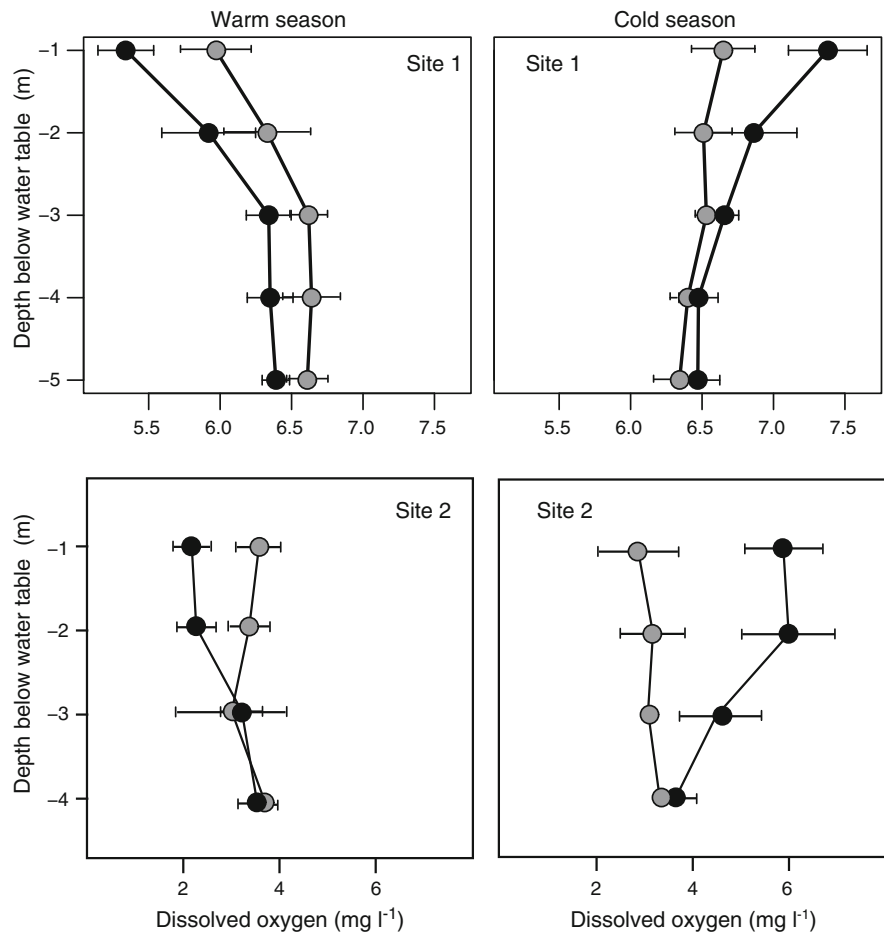 Warm season
Cold season
Site 1
Site 1
Depth below water table (m)
−1
−2
−3
−4
−5
5.5 6.0 6.5 7.0 7.5
5.5 6.0 6.5 7.0 7.5
Site 2
Site 2
Depth below water table (m)
−1
−2
−3
−4
2 4 6
2 4 6
Dissolved oxygen (mg l⁻¹)
Dissolved oxygen (mg l⁻¹)